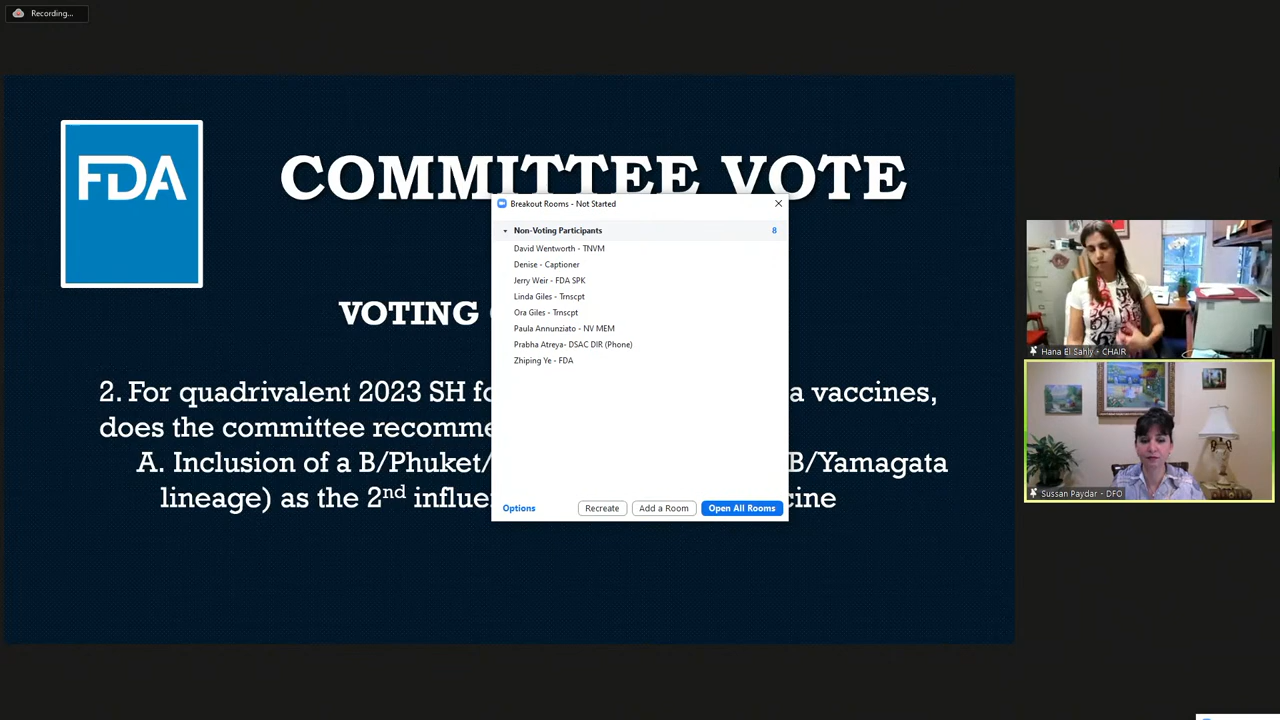 Recording...
FDA
COMMITTEE VOTE
VOTING
Breakout Rooms - Not Started
Non-Voting Participants 8
David Wentworth - TNVM
Denise - Captioner
Jerry Weir - FDA SPK
Linda Giles - Trnscpt
Ora Giles - Trnscpt
Paula Annunziato - NV MEM
Prabha Atreya- DSAC DIR (Phone)
Zhiping Ye - FDA
Options Recreate Add a Room Open All Rooms
2. For quadrivalent 2023 SH fo a vaccines,
does the committee recomme
A. Inclusion of a B/Phuket/ B/Yamagata
lineage) as the 2nd influe cine
Hana El Sahly - CHAIR
Sussan Paydar - DFO